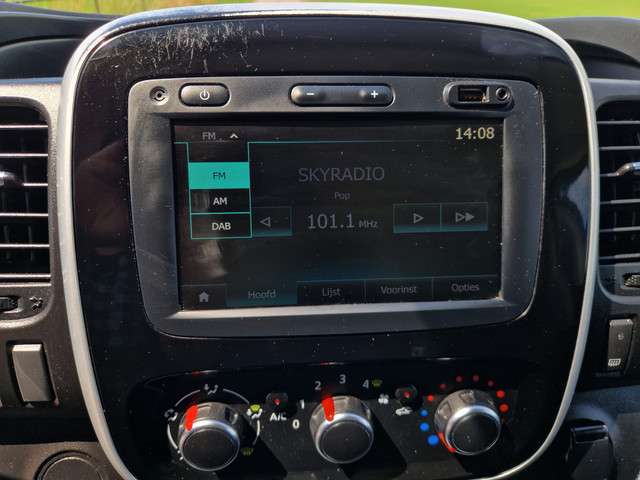 FM 14:08
FM
SKYRADIO
Pop
AM
101.1 MHz
DAB
Hoofd Lijst Voorinst Opties
0 1 2 3 4
A/C